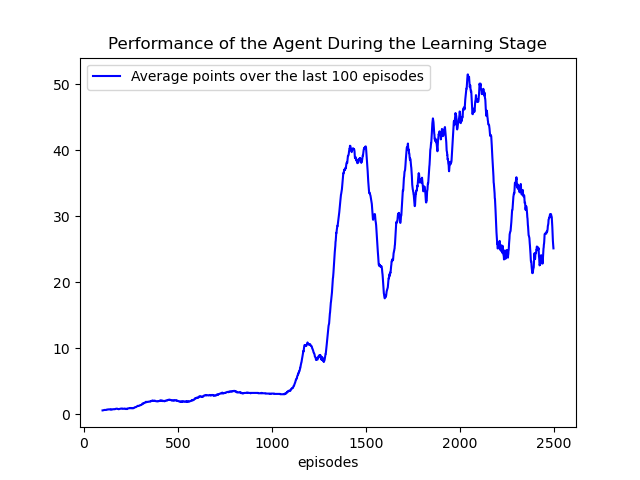 Performance of the Agent During the Learning Stage
Average points over the last 100 episodes
50
40
30
20
10
0
0 500 1000 1500 2000 2500
episodes